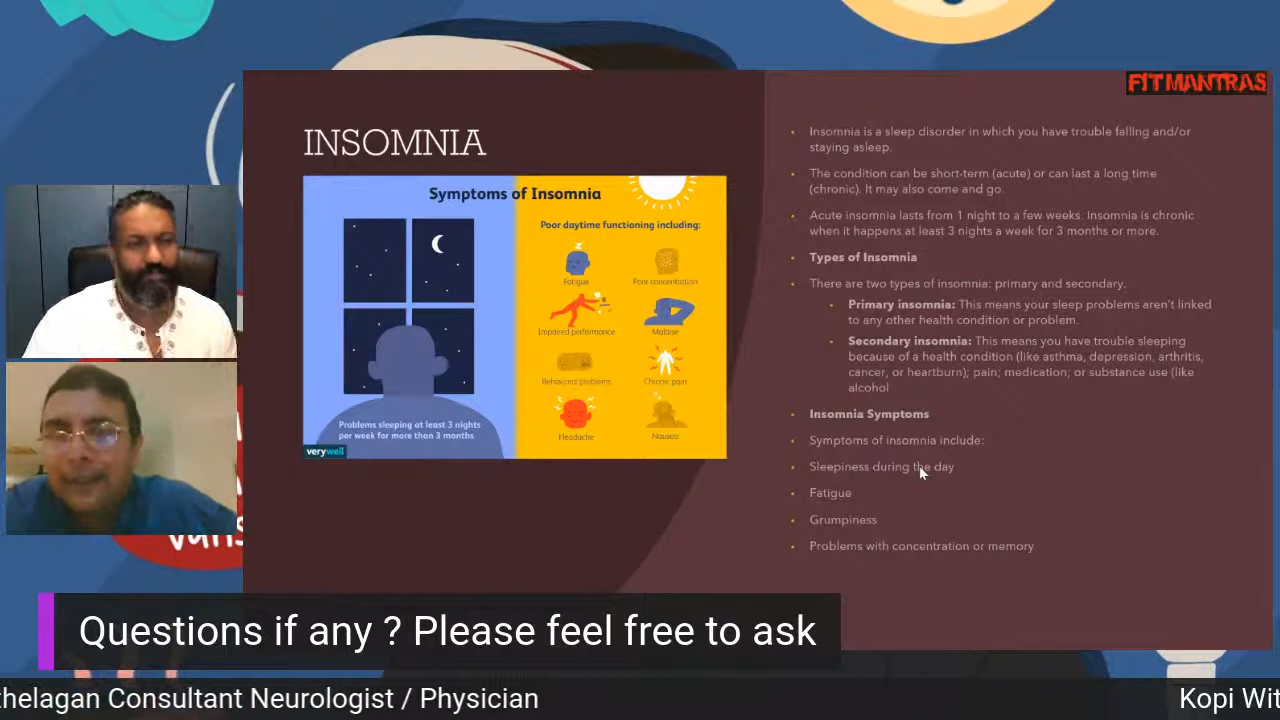 FITMANTRAS
INSOMNIA
Symptoms of Insomnia
Poor daytime functioning including:
Fatigue
Poor concentration
Impaired performance
Malaise
Behavioral problems
Chronic pain
Headache
Nausea
Problems sleeping at least 3 nights
per week for more than 3 months
verywell
• Insomnia is a sleep disorder in which you have trouble falling and/or
staying asleep.
• The condition can be short-term (acute) or can last a long time
(chronic). It may also come and go.
• Acute insomnia lasts from 1 night to a few weeks. Insomnia is chronic
when it happens at least 3 nights a week for 3 months or more.
• Types of Insomnia
• There are two types of insomnia: primary and secondary.
• Primary insomnia: This means your sleep problems aren't linked
to any other health condition or problem.
• Secondary insomnia: This means you have trouble sleeping
because of a health condition (like asthma, depression, arthritis,
cancer, or heartburn); pain; medication; or substance use (like
alcohol
• Insomnia Symptoms
• Symptoms of insomnia include:
• Sleepiness during the day
• Fatigue
• Grumpiness
• Problems with concentration or memory
Questions if any ? Please feel free to ask
thelagan Consultant Neurologist / Physician
Kopi Wit